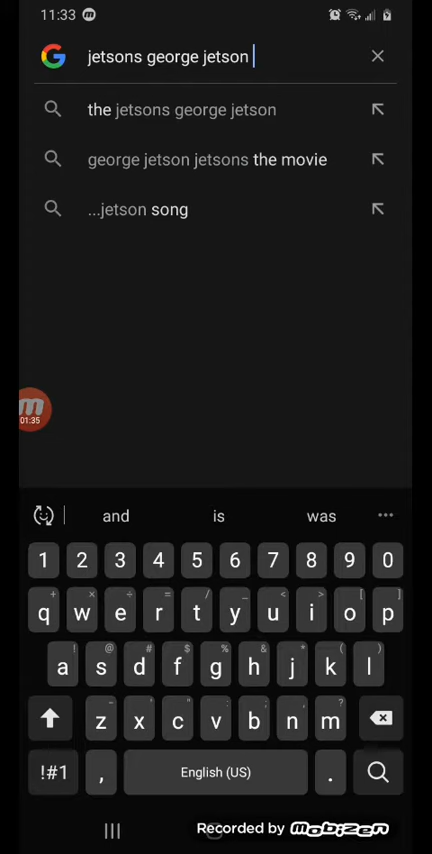 11:33
jetsons george jetson
the jetsons george jetson
george jetson jetsons the movie
...jetson song
01:35
and is was
1 2 3 4 5 6 7 8 9 0
+ × ÷ = / _ < > [ ]
q w e r t y u i o p
! @ # $ % ^ & * ( )
a s d f g h j k l
- ' " : ; , ?
z x c v b n m
!#1 , English (US) .
Recorded by mobizen